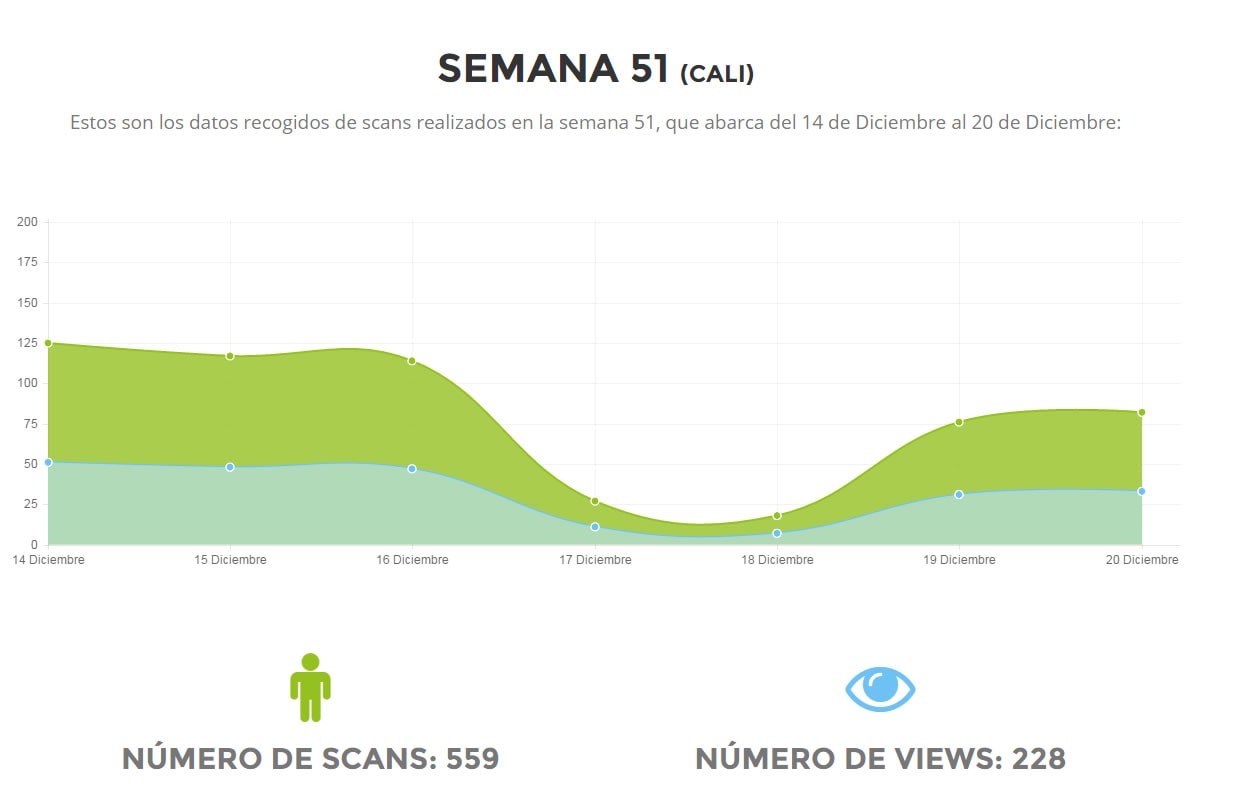 SEMANA 51 (CALI)
Estos son los datos recogidos de scans realizados en la semana 51, que abarca del 14 de Diciembre al 20 de Diciembre:
200
175
150
125
100
75
50
25
0
14 Diciembre 15 Diciembre 16 Diciembre 17 Diciembre 18 Diciembre 19 Diciembre 20 Diciembre
NÚMERO DE SCANS: 559 NÚMERO DE VIEWS: 228